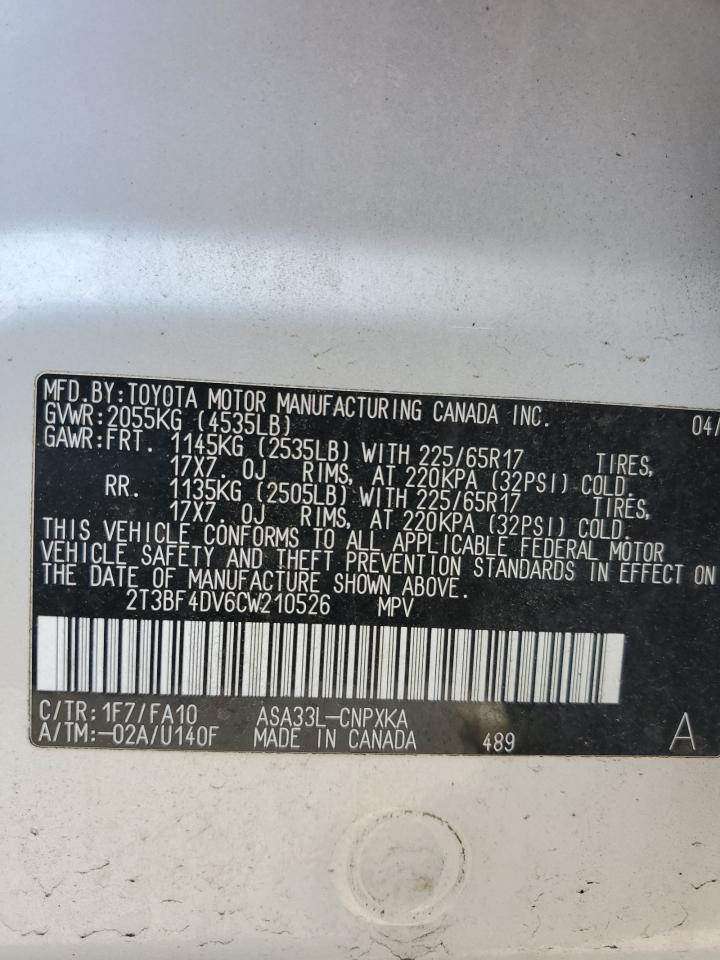 MFD.BY:TOYOTA MOTOR MANUFACTURING CANADA INC. 04/
GVWR:2055KG (4535LB)
GAWR:FRT. 1145KG (2535LB) WITH 225/65R17 TIRES,
17X7.0J RIMS, AT 220KPA (32PSI) COLD.
RR. 1135KG (2505LB) WITH 225/65R17 TIRES,
17X7.0J RIMS, AT 220KPA (32PSI) COLD.
THIS VEHICLE CONFORMS TO ALL APPLICABLE FEDERAL MOTOR
VEHICLE SAFETY AND THEFT PREVENTION STANDARDS IN EFFECT ON
THE DATE OF MANUFACTURE SHOWN ABOVE.
2T3BF4DV6CW210526 MPV
C/TR:1F7/FA10 ASA33L-CNPXKA
A/TM:-02A/U140F MADE IN CANADA 489 A